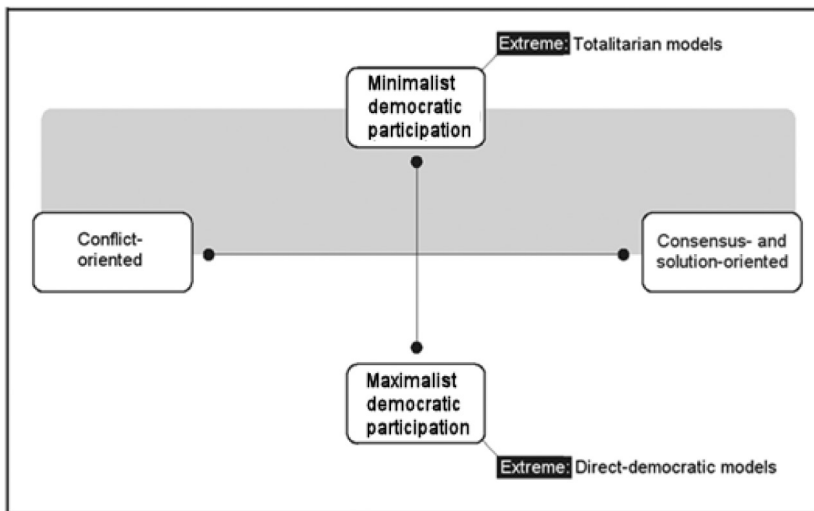 Extreme: Totalitarian models
Minimalist
democratic
participation
Conflict-
oriented
Consensus- and
solution-oriented
Maximalist
democratic
participation
Extreme: Direct-democratic models